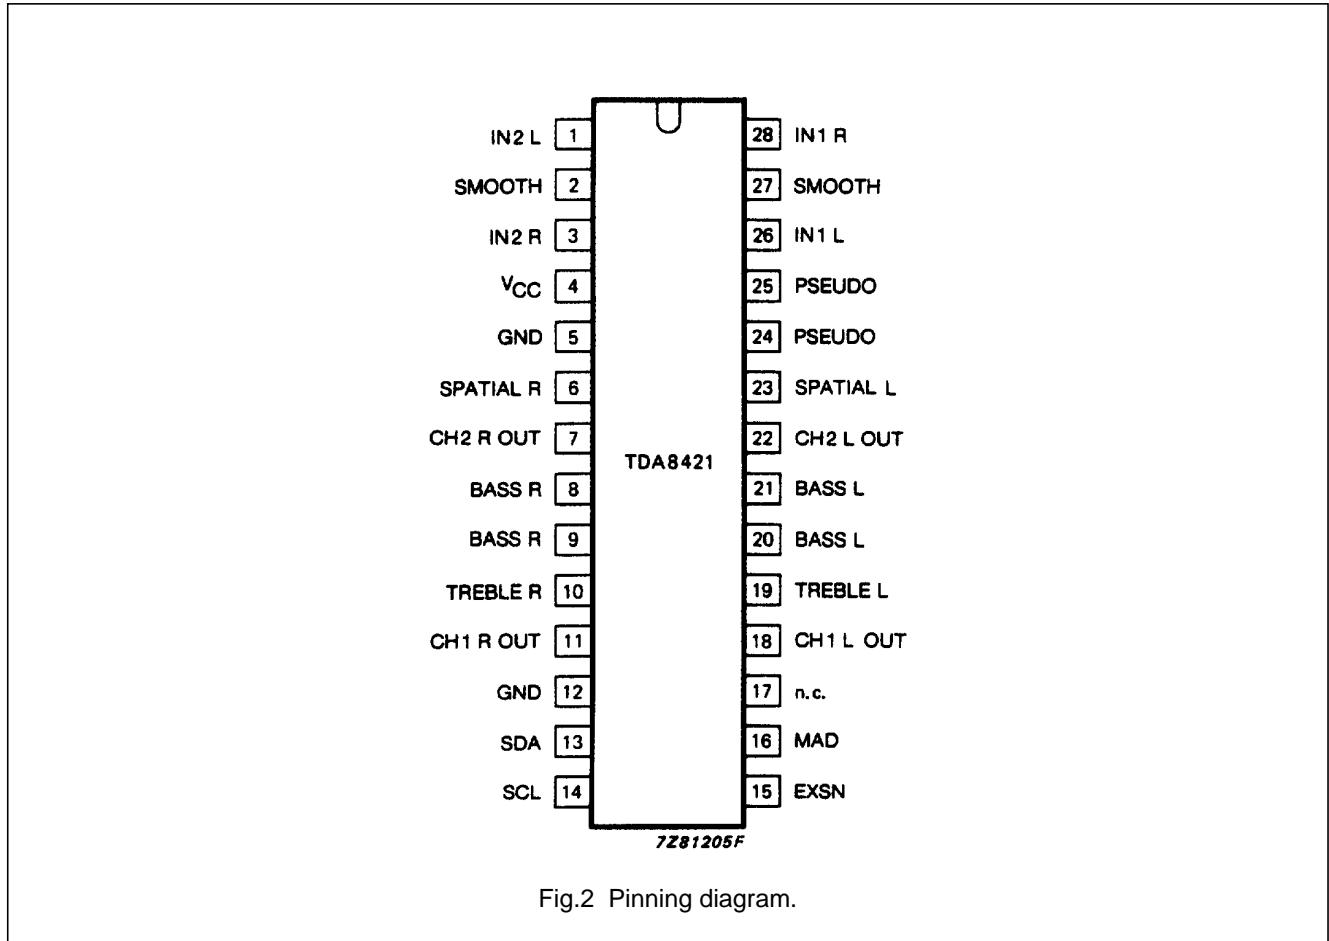 IN2 L 1 28 IN1 R
SMOOTH 2 27 SMOOTH
IN2 R 3 26 IN1 L
VCC 4 25 PSEUDO
GND 5 24 PSEUDO
SPATIAL R 6 23 SPATIAL L
CH2 R OUT 7 22 CH2 L OUT
TDA8421
BASS R 8 21 BASS L
BASS R 9 20 BASS L
TREBLE R 10 19 TREBLE L
CH1 R OUT 11 18 CH1 L OUT
GND 12 17 n.c.
SDA 13 16 MAD
SCL 14 15 EXSN
7Z81205F
Fig.2 Pinning diagram.